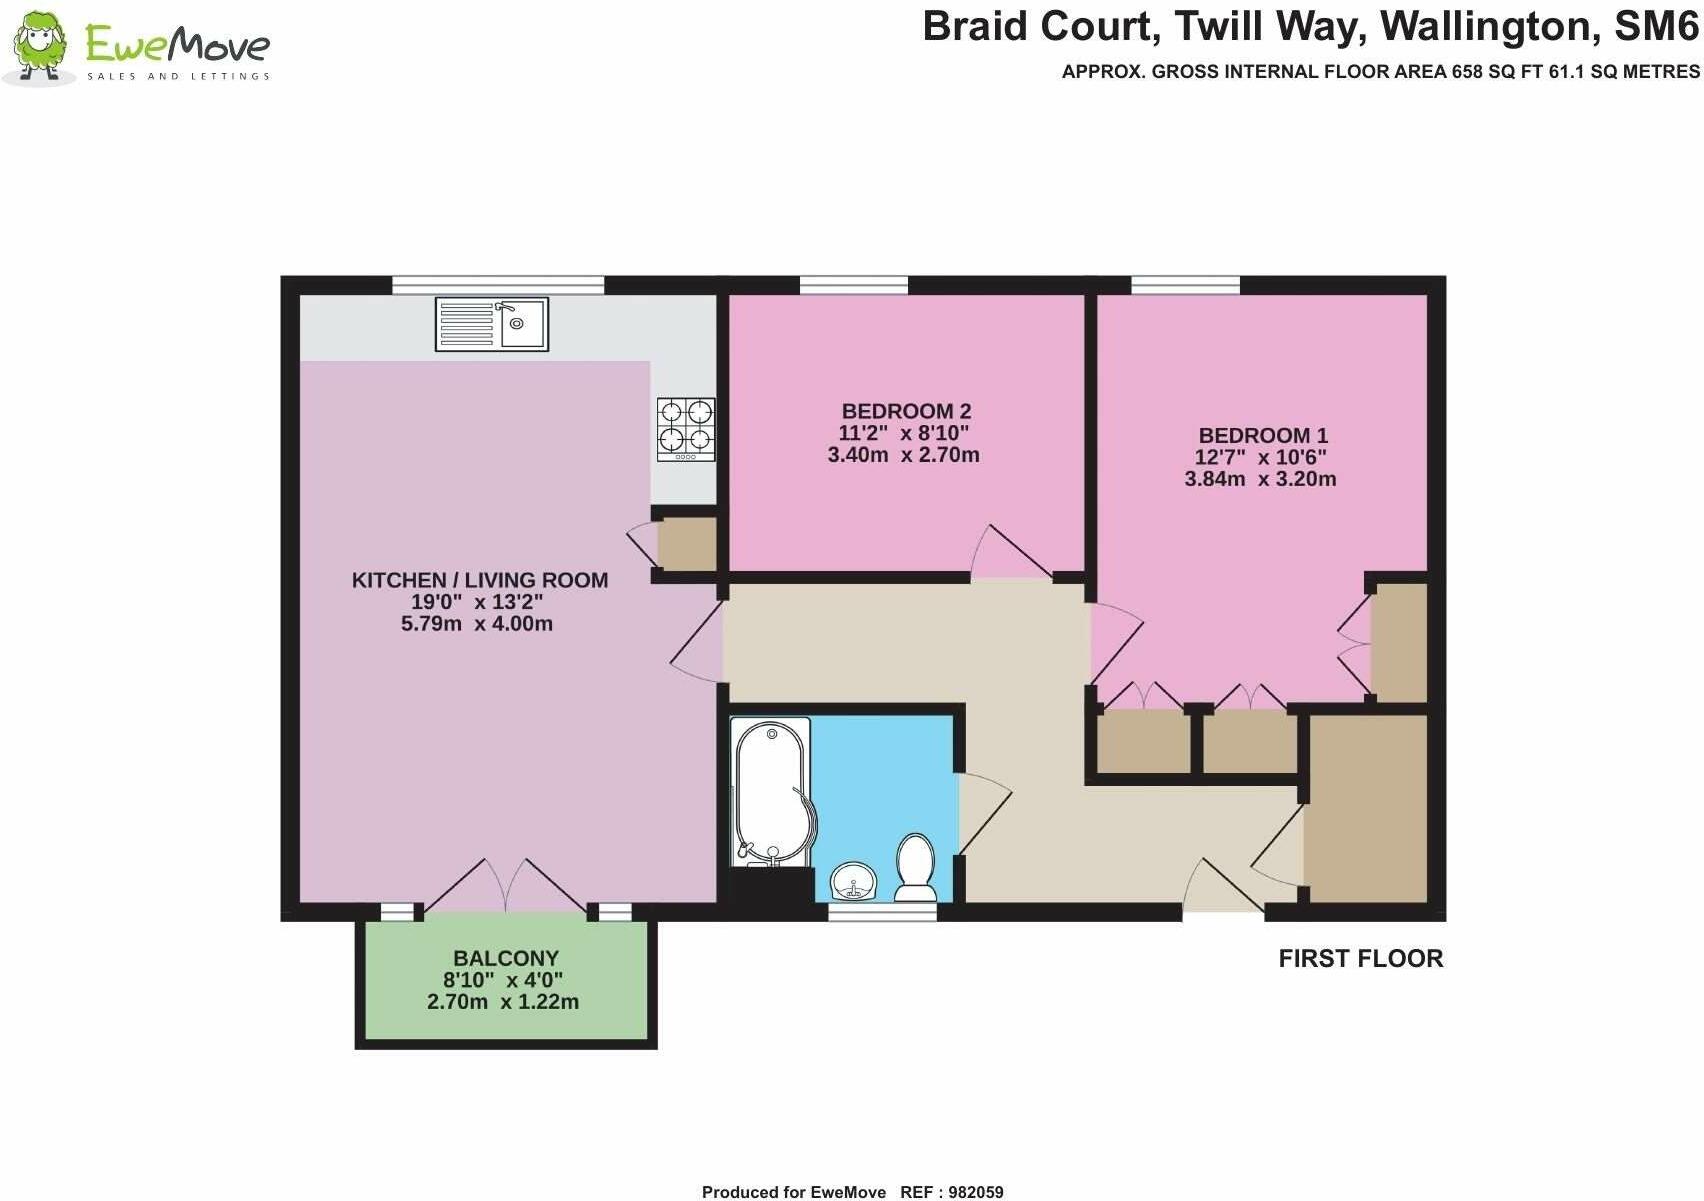 EweMove
SALES AND LETTINGS
Braid Court, Twill Way, Wallington, SM6
APPROX. GROSS INTERNAL FLOOR AREA 658 SQ FT 61.1 SQ METRES
BEDROOM 2
11'2" x 8'10"
3.40m x 2.70m
BEDROOM 1
12'7" x 10'6"
3.84m x 3.20m
KITCHEN / LIVING ROOM
19'0" x 13'2"
5.79m x 4.00m
BALCONY
8'10" x 4'0"
2.70m x 1.22m
FIRST FLOOR
Produced for EweMove REF : 982059